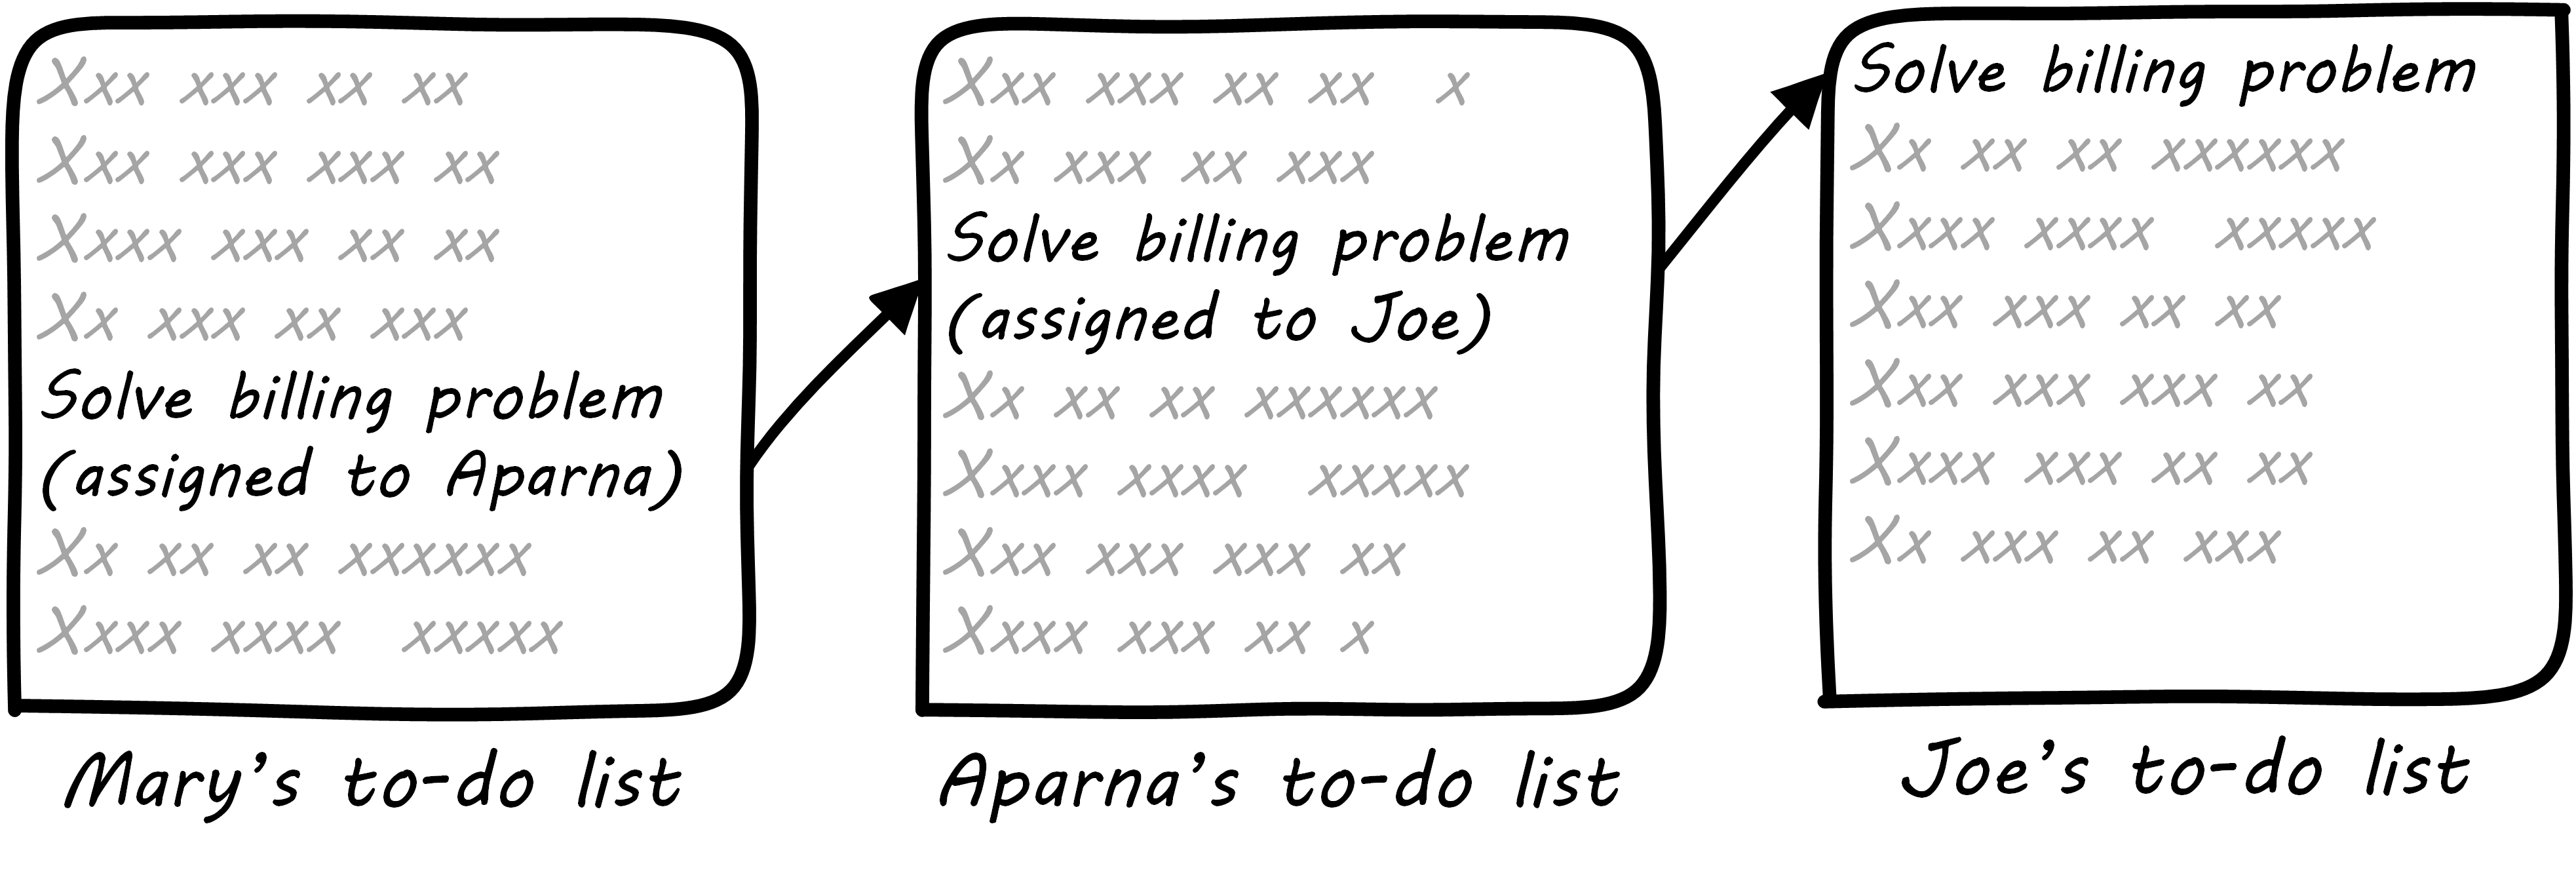 Xxx xxx xx xx
Xxx xxx xxx xx
Xxxx xxx xx xx
Xx xxx xx xxx
Solve billing problem
(assigned to Aparna)
Xx xx xx xxxxxx
Xxxx xxxx xxxxx
Mary's to-do list
Xxx xxx xx xx x
Xx xxx xx xxx
Solve billing problem
(assigned to Joe)
Xx xx xx xxxxxx
Xxxx xxxx xxxxx
Xxx xxx xxx xx
Xxxx xxx xx x
Aparna's to-do list
Solve billing problem
Xx xx xx xxxxxx
Xxxx xxxx xxxxx
Xxx xxx xx xx
Xxx xxx xxx xx
Xxxx xxx xx xx
Xx xxx xx xxx
Joe's to-do list